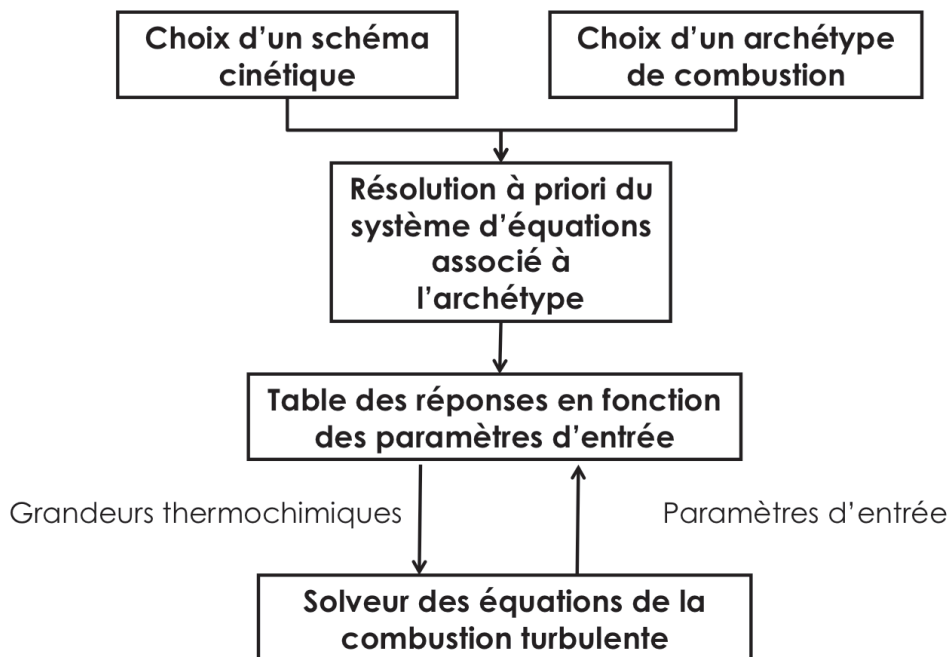 Choix d’un schéma
cinétique
Choix d’un archétype
de combustion
Résolution à priori du
système d’équations
associé à
l’archétype
Table des réponses en fonction
des paramètres d’entrée
Grandeurs thermochimiques
Paramètres d’entrée
Solveur des équations de la
combustion turbulente